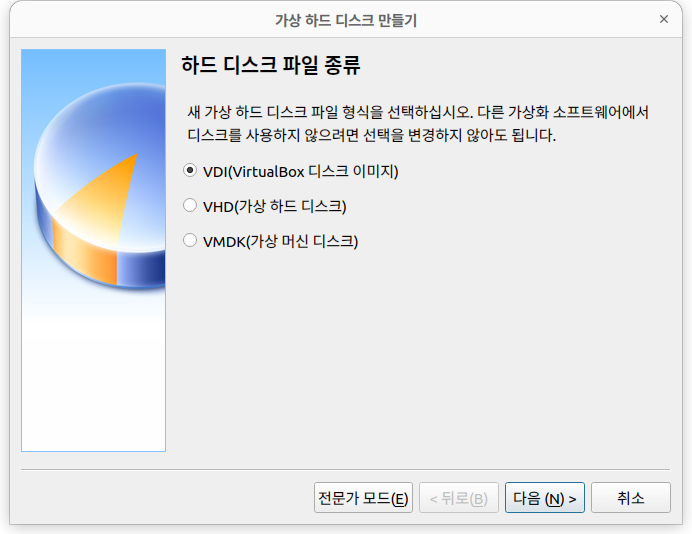 가상 하드 디스크 만들기
하드 디스크 파일 종류
새 가상 하드 디스크 파일 형식을 선택하십시오. 다른 가상화 소프트웨어에서
디스크를 사용하지 않으려면 선택을 변경하지 않아도 됩니다.
VDI(VirtualBox 디스크 이미지)
VHD(가상 하드 디스크)
VMDK(가상 머신 디스크)
전문가 모드(E) < 뒤로(B) 다음 (N) > 취소